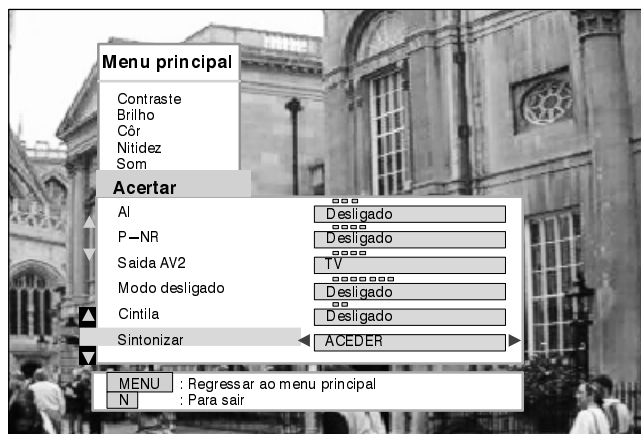 Menu principal
Contraste
Brilho
Côr
Nitidez
Som
Acertar
AI Desligado
P–NR Desligado
Saida AV2 TV
Modo desligado Desligado
Cintila Desligado
Sintonizar ACEDER
MENU : Regressar ao menu principal
N : Para sair